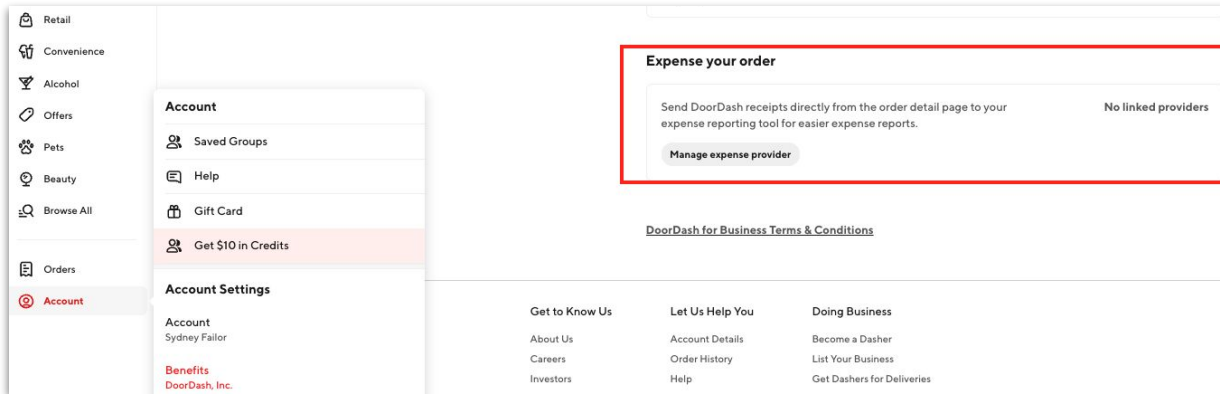 Retail
Convenience
Alcohol
Offers
Pets
Beauty
Browse All
Orders
Account
Account
Saved Groups
Help
Gift Card
Get $10 in Credits
Account Settings
Account
Sydney Failor
Benefits
DoorDash, Inc.
Expense your order
Send DoorDash receipts directly from the order detail page to your
expense reporting tool for easier expense reports.
No linked providers
Manage expense provider
DoorDash for Business Terms & Conditions
Get to Know Us
About Us
Careers
Investors
Let Us Help You
Account Details
Order History
Help
Doing Business
Become a Dasher
List Your Business
Get Dashers for Deliveries